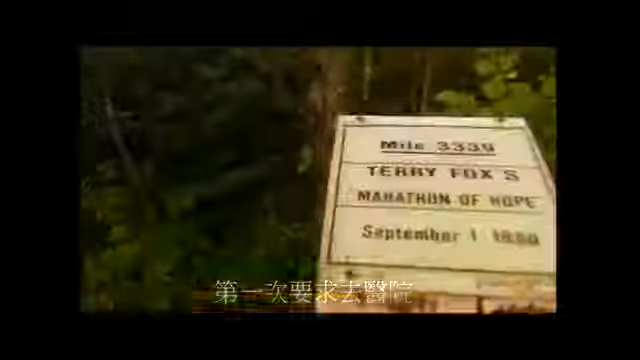 Mile 3339
TERRY FOX S
MARATHON OF HOPE
September 1 1980
第一次要求去醫院